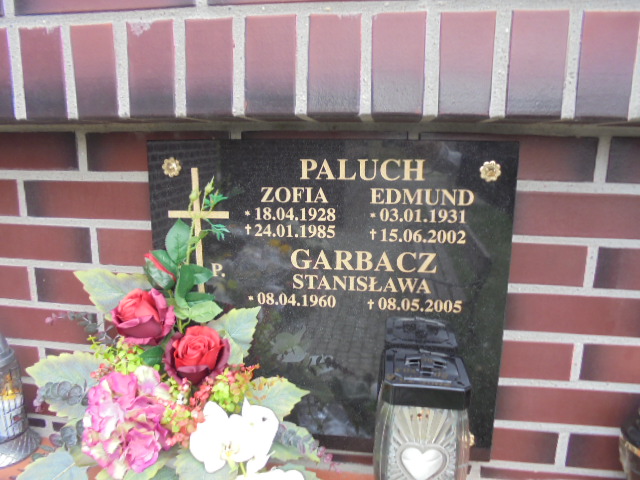 PALUCH
ZOFIA EDMUND
* 18.04.1928 * 03.01.1931
† 24.01.1985 † 15.06.2002
P.
GARBACZ
STANISŁAWA
* 08.04.1960 † 08.05.2005